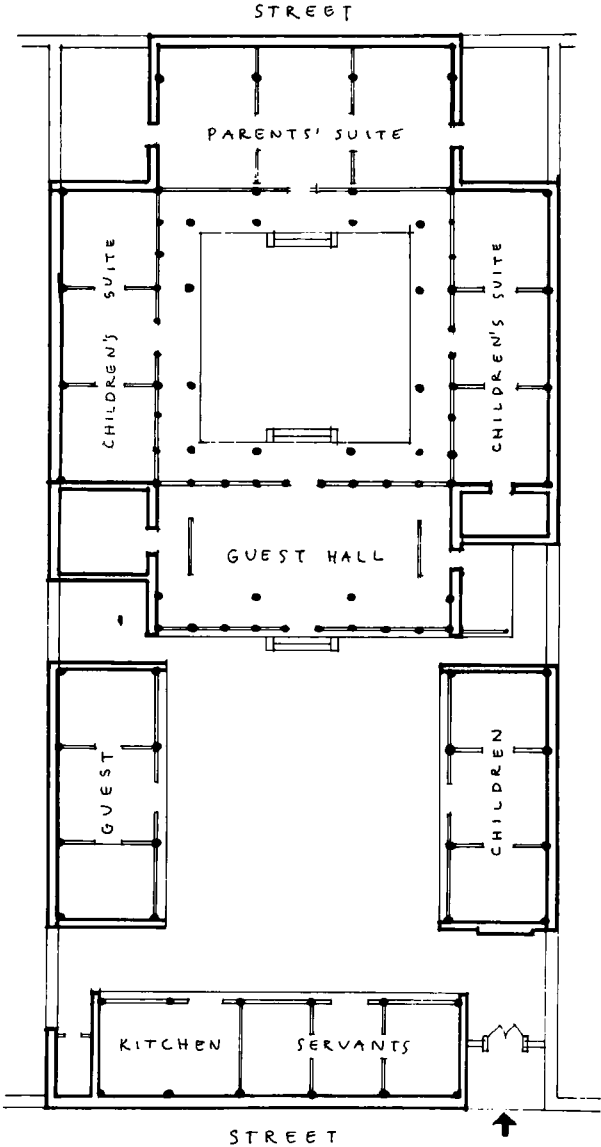 STREET
PARENTS' SUITE
CHILDREN'S SUITE
CHILDREN'S SUITE
GUEST HALL
GUEST
CHILDREN
KITCHEN
SERVANTS
STREET